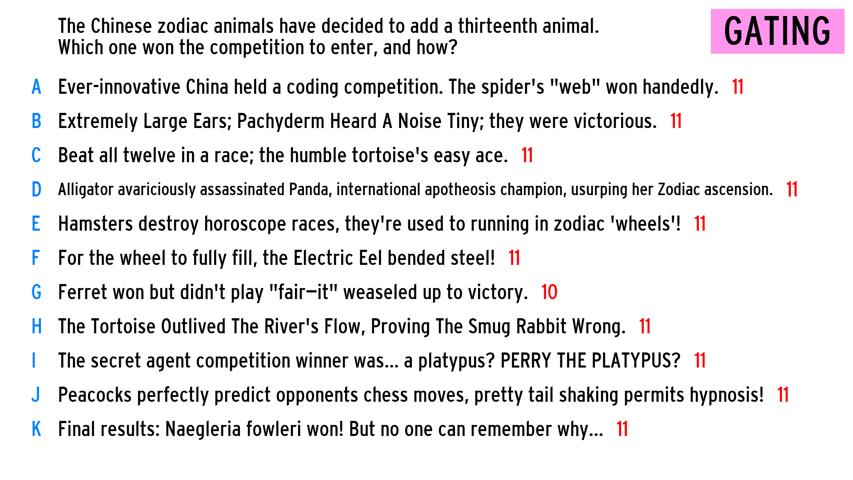 The Chinese zodiac animals have decided to add a thirteenth animal.
Which one won the competition to enter, and how?
GATING
A Ever-innovative China held a coding competition. The spider's "web" won handedly. 11
B Extremely Large Ears; Pachyderm Heard A Noise Tiny; they were victorious. 11
C Beat all twelve in a race; the humble tortoise's easy ace. 11
D Alligator avariciously assassinated Panda, international apotheosis champion, usurping her Zodiac ascension. 11
E Hamsters destroy horoscope races, they're used to running in zodiac 'wheels'! 11
F For the wheel to fully fill, the Electric Eel bended steel! 11
G Ferret won but didn't play "fair—it" weaseled up to victory. 10
H The Tortoise Outlived The River's Flow, Proving The Smug Rabbit Wrong. 11
I The secret agent competition winner was... a platypus? PERRY THE PLATYPUS? 11
J Peacocks perfectly predict opponents chess moves, pretty tail shaking permits hypnosis! 11
K Final results: Naegleria fowleri won! But no one can remember why... 11